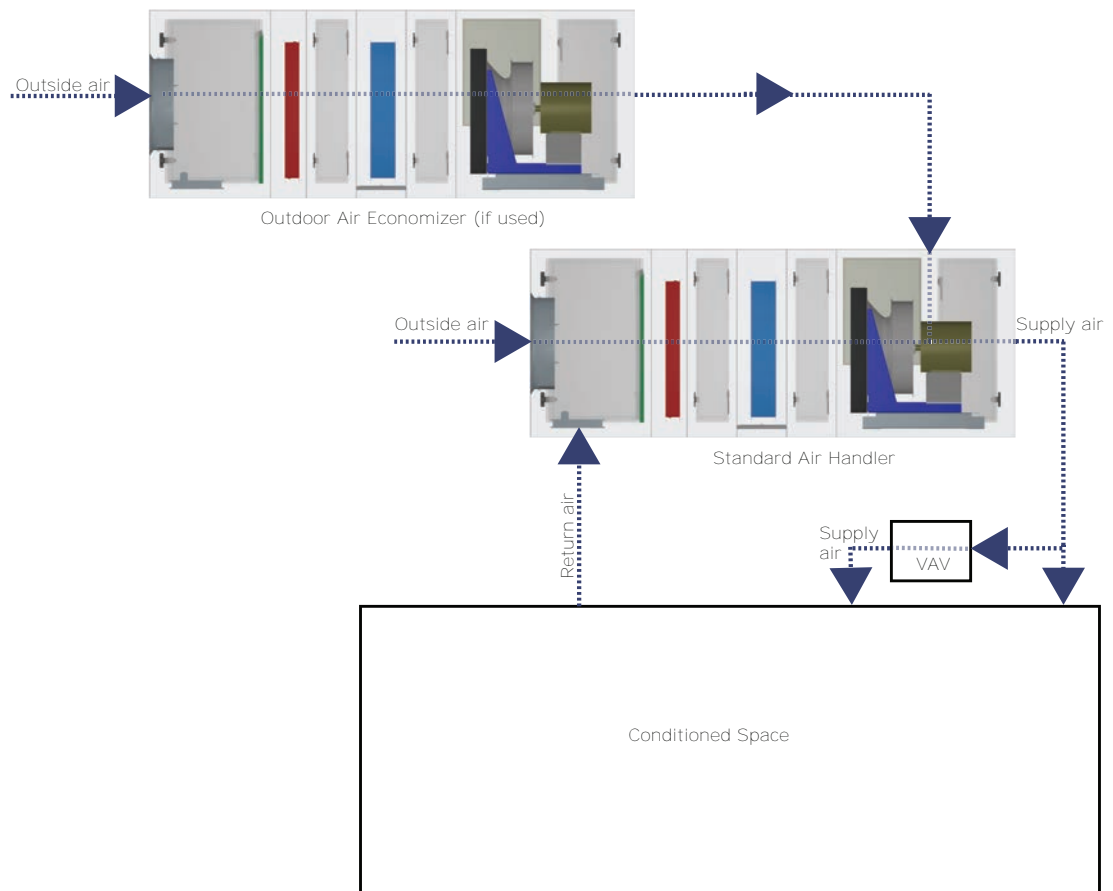 Outside air
Outdoor Air Economizer (if used)
Outside air
Supply air
Standard Air Handler
Return air
Supply
air
VAV
Conditioned Space